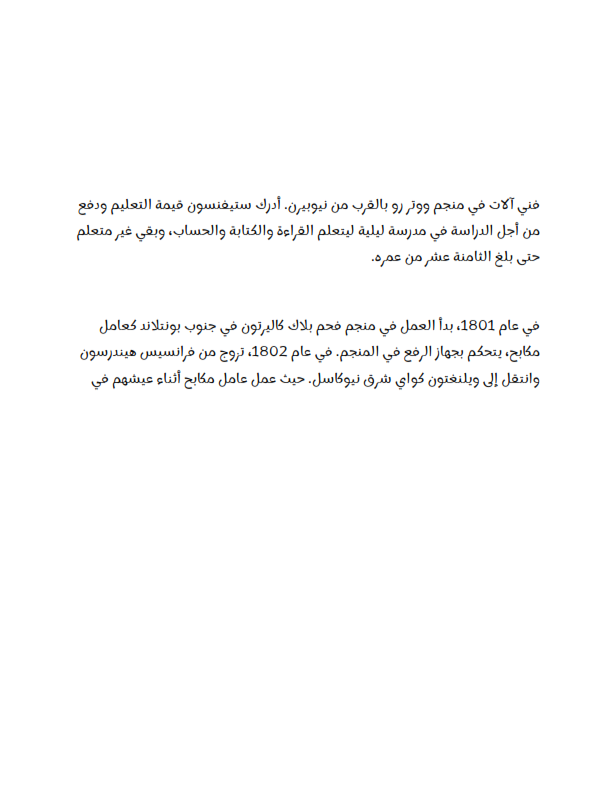 فني آلات في منجم ووتر رو بالقرب من نيوبيرن. أدرك ستيفنسون قيمة التعليم ودفع
من أجل الدراسة في مدرسة ليلية ليتعلم القراءة والكتابة والحساب، وبقي غير متعلم
حتى بلغ الثامنة عشر من عمره.
في عام 1801، بدأ العمل في منجم فحم بلاك كاليرتون في جنوب بونتلاند كعامل
مكابح، يتحكم بجهاز الرفع في المنجم. في عام 1802، تروج من فرانسيس هيندرسون
وانتقل إلى ويلنغتون كواي شرق نيوكاسل. حيث عمل عامل مكابح أثناء عيشهم في